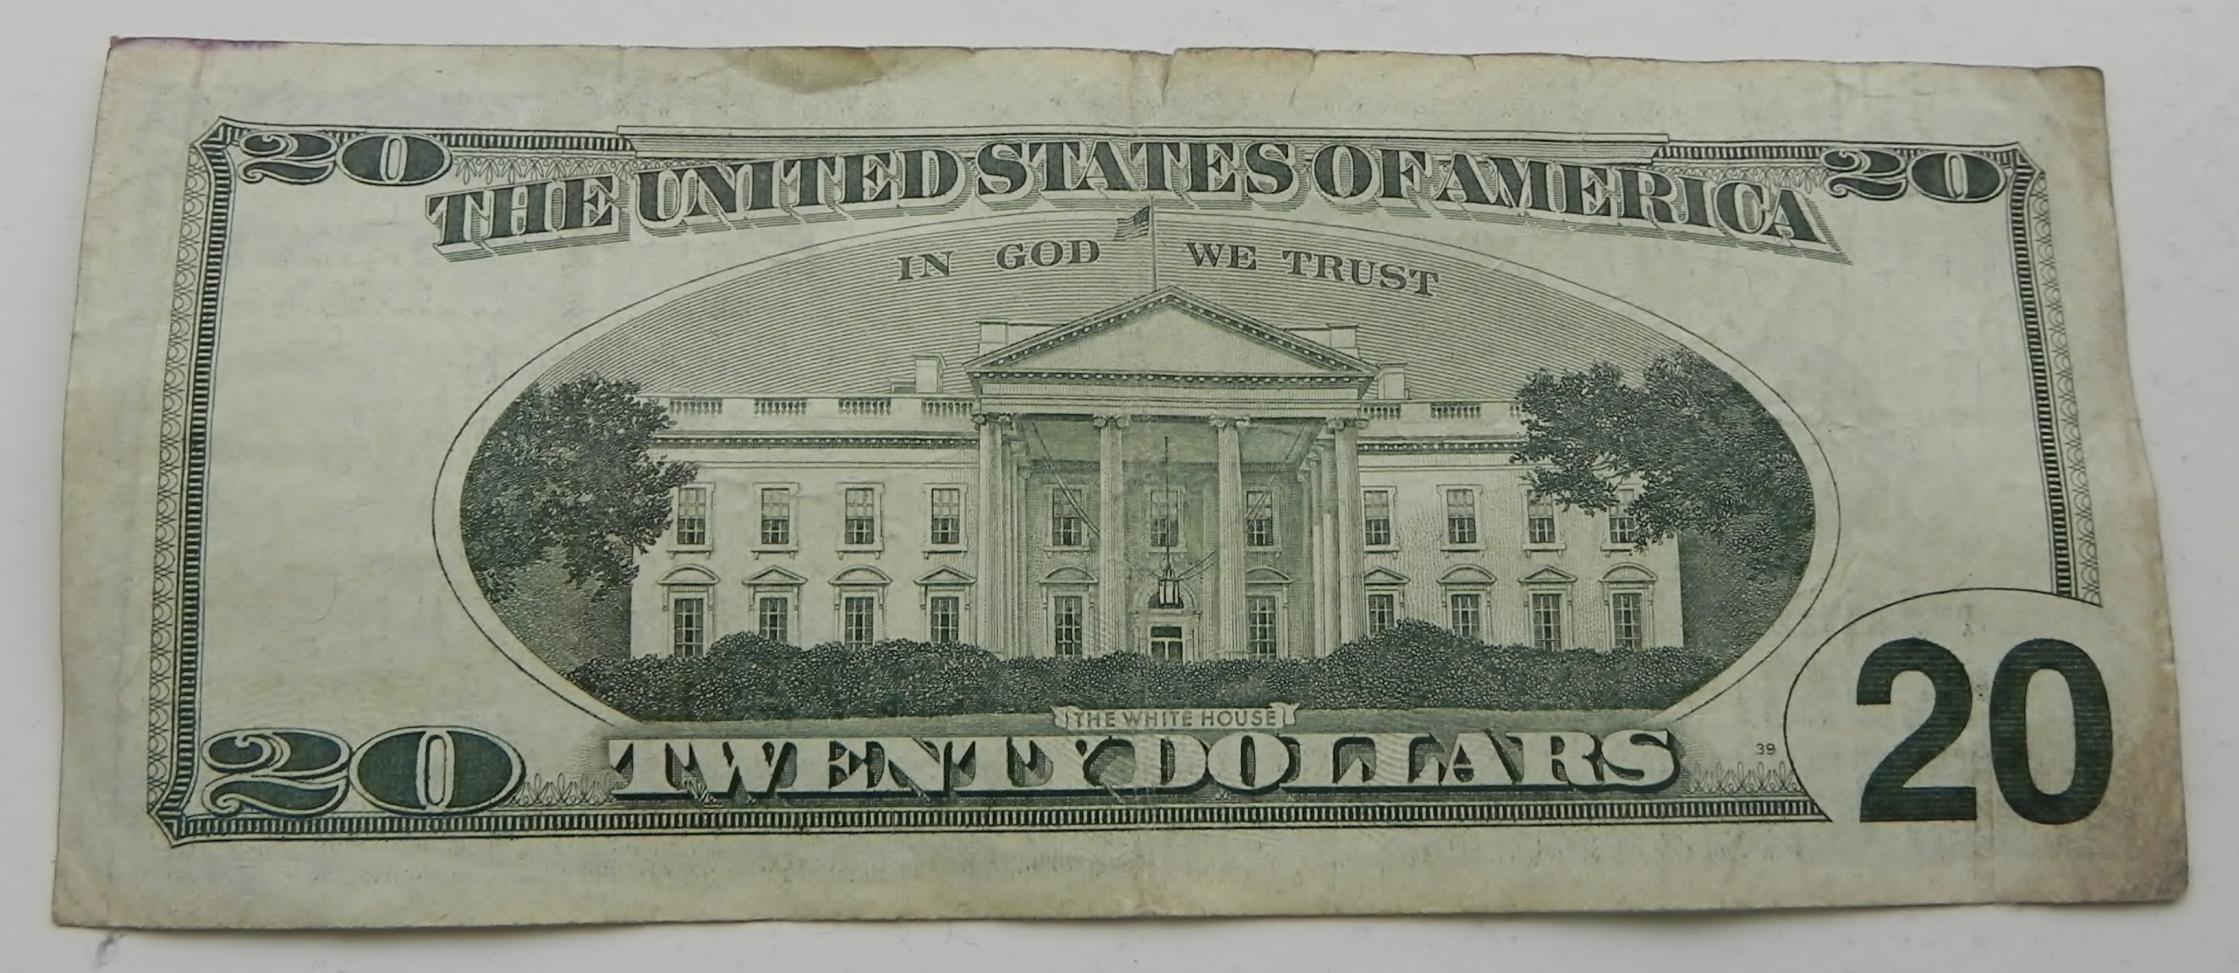 20 20
THE UNITED STATES OF AMERICA
IN GOD WE TRUST
THE WHITE HOUSE
20 TWENTY DOLLARS 39 20